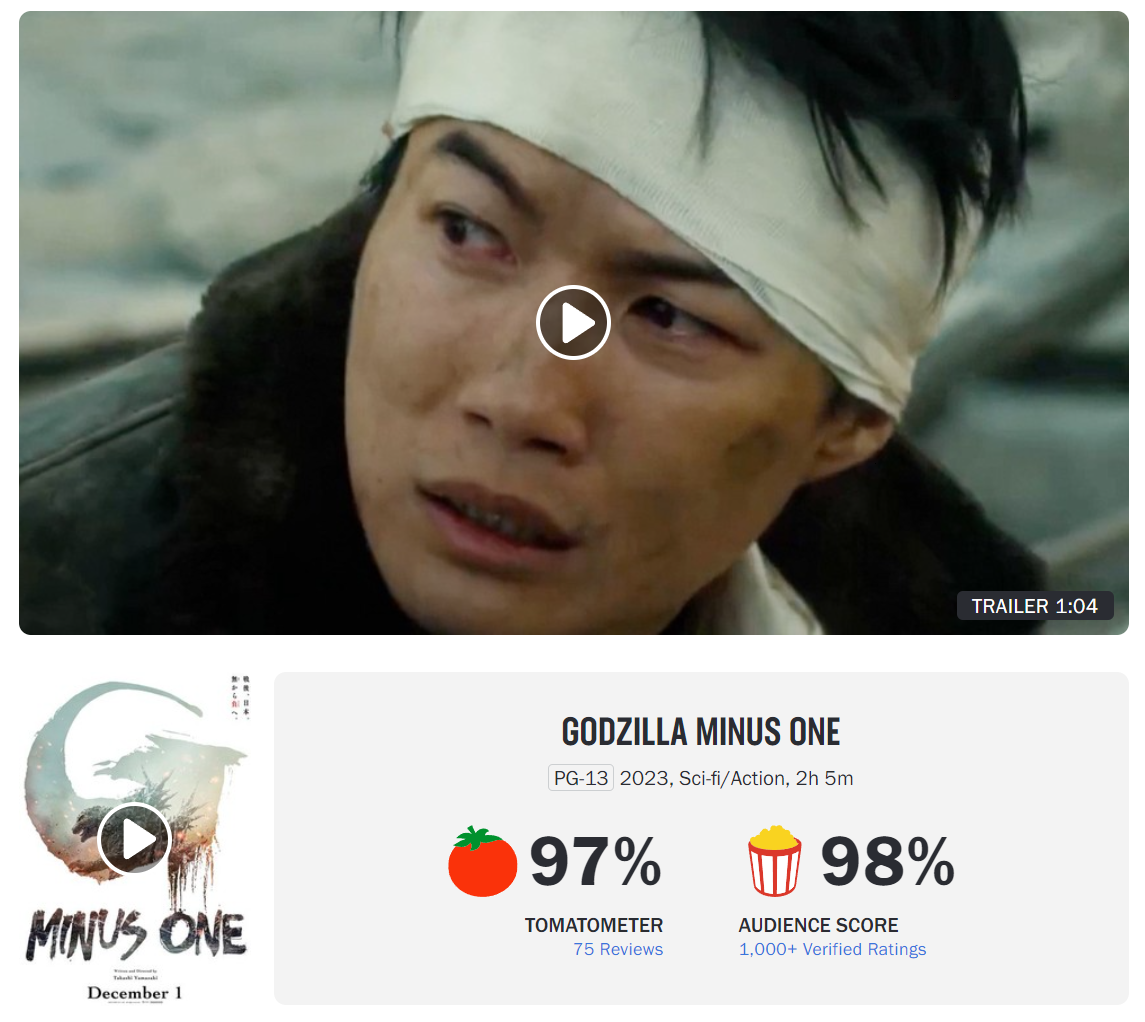 TRAILER 1:04
戦後、日本。
無から負へ。
MINUS ONE
Written and Directed by
Takashi Yamazaki
December 1
GODZILLA MINUS ONE
PG-13 2023, Sci-fi/Action, 2h 5m
97% 98%
TOMATOMETER AUDIENCE SCORE
75 Reviews 1,000+ Verified Ratings